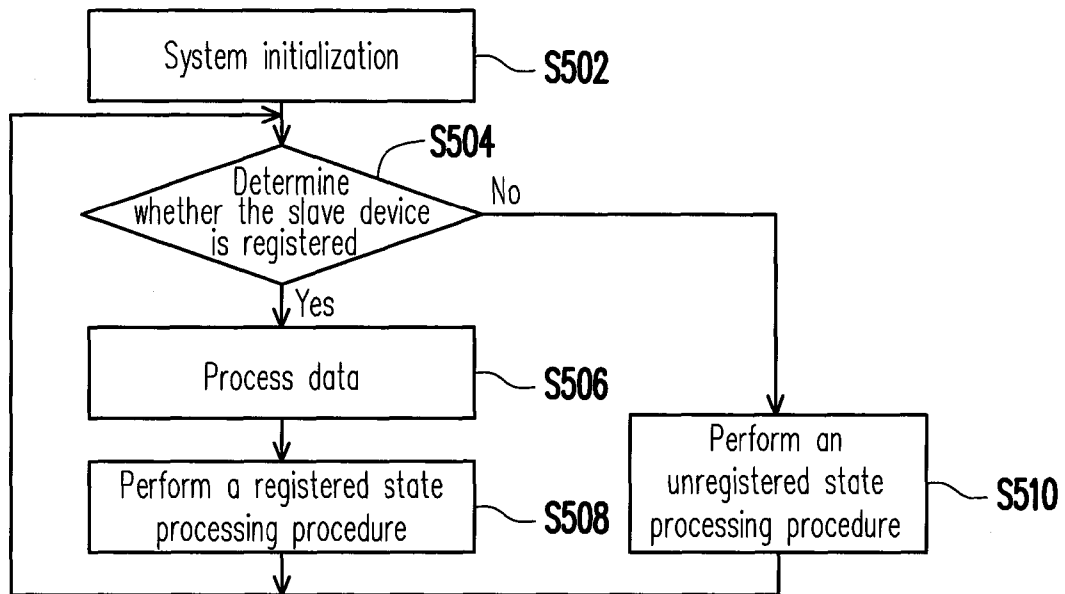 System initialization
S502
S504
Determine
whether the slave device
is registered
No
Yes
Process data
S506
Perform a registered state
processing procedure
S508
Perform an
unregistered state
processing procedure
S510